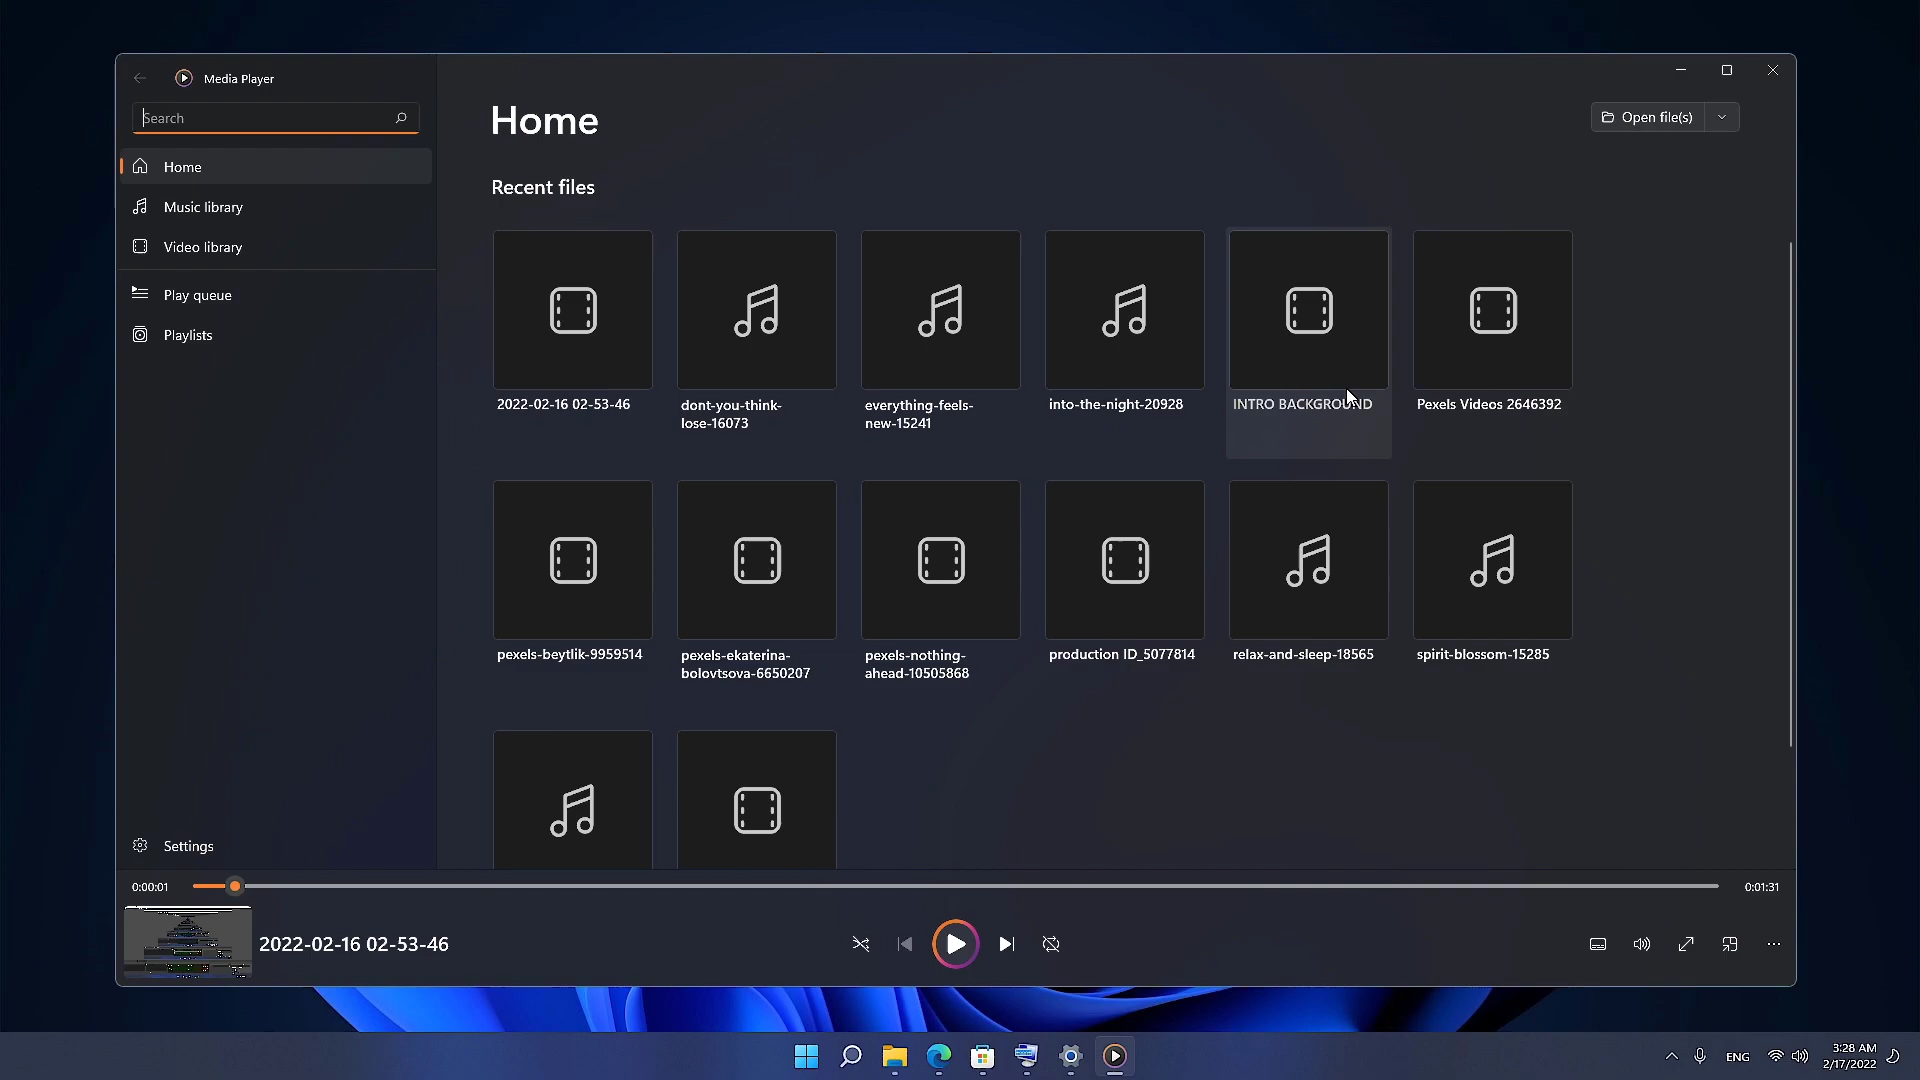 Media Player
Search
Home
Music library
Video library
Play queue
Playlists
Settings
Home
Open file(s)
Recent files
2022-02-16 02-53-46
dont-you-think-
lose-16073
everything-feels-
new-15241
into-the-night-20928
INTRO BACKGROUND
Pexels Videos 2646392
pexels-beytlik-9959514
pexels-ekaterina-
bolovtsova-6650207
pexels-nothing-
ahead-10505868
production ID_5077814
relax-and-sleep-18565
spirit-blossom-15285
0:00:01
0:01:31
2022-02-16 02-53-46
ENG
3:28 AM
2/17/2022